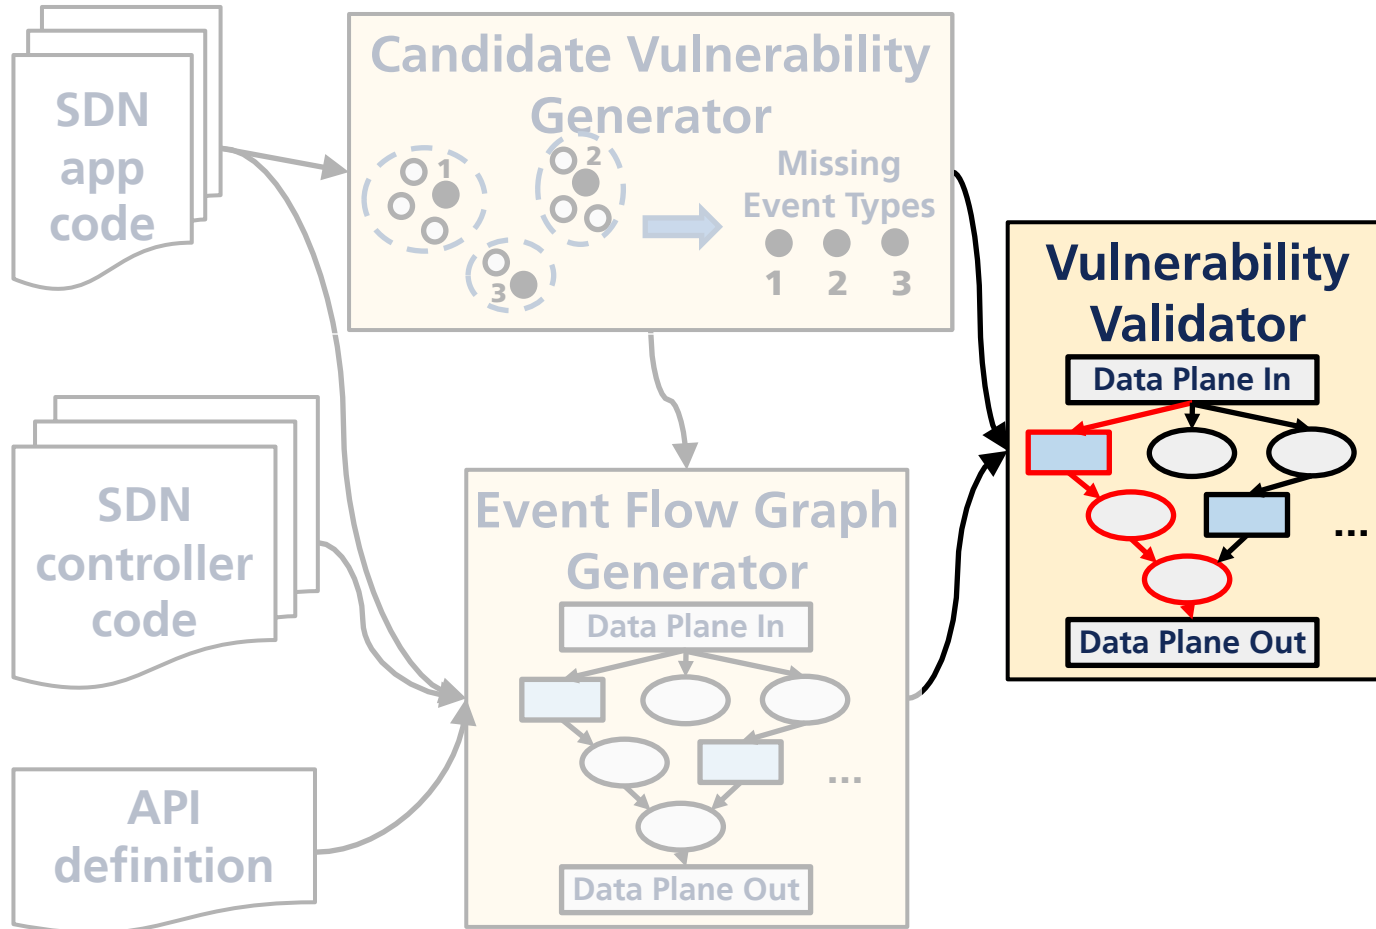 SDN
app
code
Candidate Vulnerability
Generator
1
2
3
Missing
Event Types
1 2 3
SDN
controller
code
API
definition
Event Flow Graph
Generator
Data Plane In
...
Data Plane Out
Vulnerability
Validator
Data Plane In
...
Data Plane Out